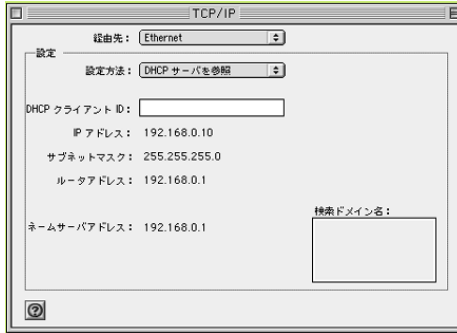 TCP/IP
経由先： Ethernet
設定
設定方法： DHCP サーバを参照
DHCP クライアント ID：
IP アドレス： 192.168.0.10
サブネットマスク： 255.255.255.0
ルータアドレス： 192.168.0.1
検索ドメイン名：
ネームサーバアドレス： 192.168.0.1
?